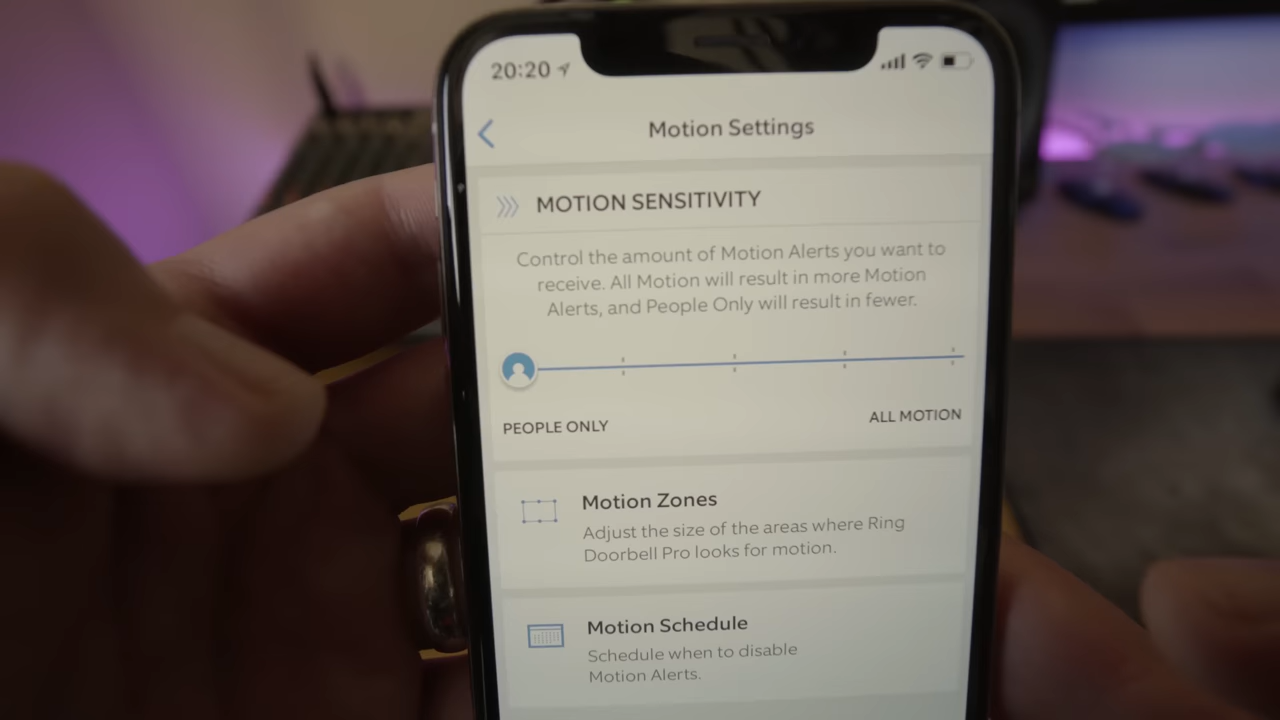 20:20
Motion Settings
MOTION SENSITIVITY
Control the amount of Motion Alerts you want to
receive. All Motion will result in more Motion
Alerts, and People Only will result in fewer.
PEOPLE ONLY
ALL MOTION
Motion Zones
Adjust the size of the areas where Ring
Doorbell Pro looks for motion.
Motion Schedule
Schedule when to disable
Motion Alerts.